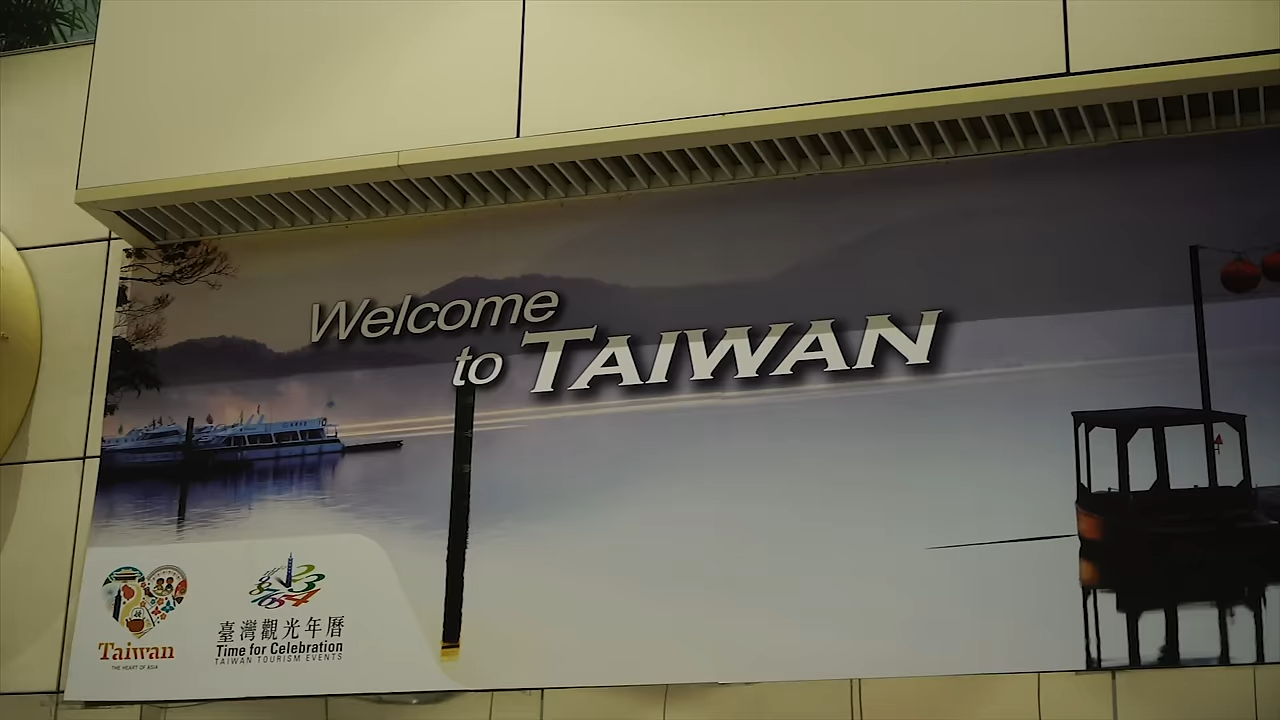 Welcome
to TAIWAN
Taiwan
THE HEART OF ASIA
臺灣觀光年曆
Time for Celebration
TAIWAN TOURISM EVENTS